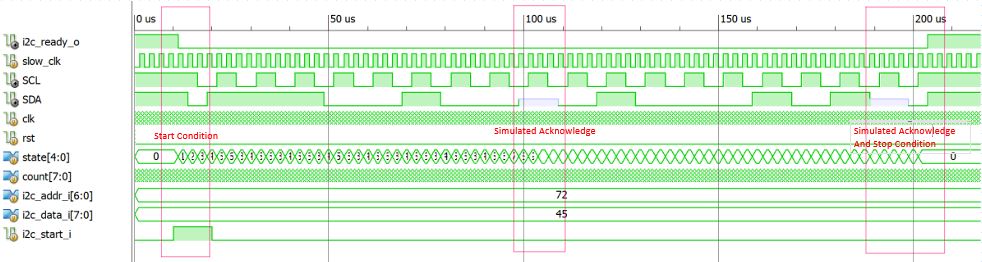 0 us 50 us 100 us 150 us 200 us
i2c_ready_o
slow_clk
SCL
SDA
clk
rst
Start Condition
Simulated Acknowledge
Simulated Acknowledge
And Stop Condition
state[4:0] 0 0
count[7:0]
i2c_addr_i[6:0] 72
i2c_data_i[7:0] 45
i2c_start_i